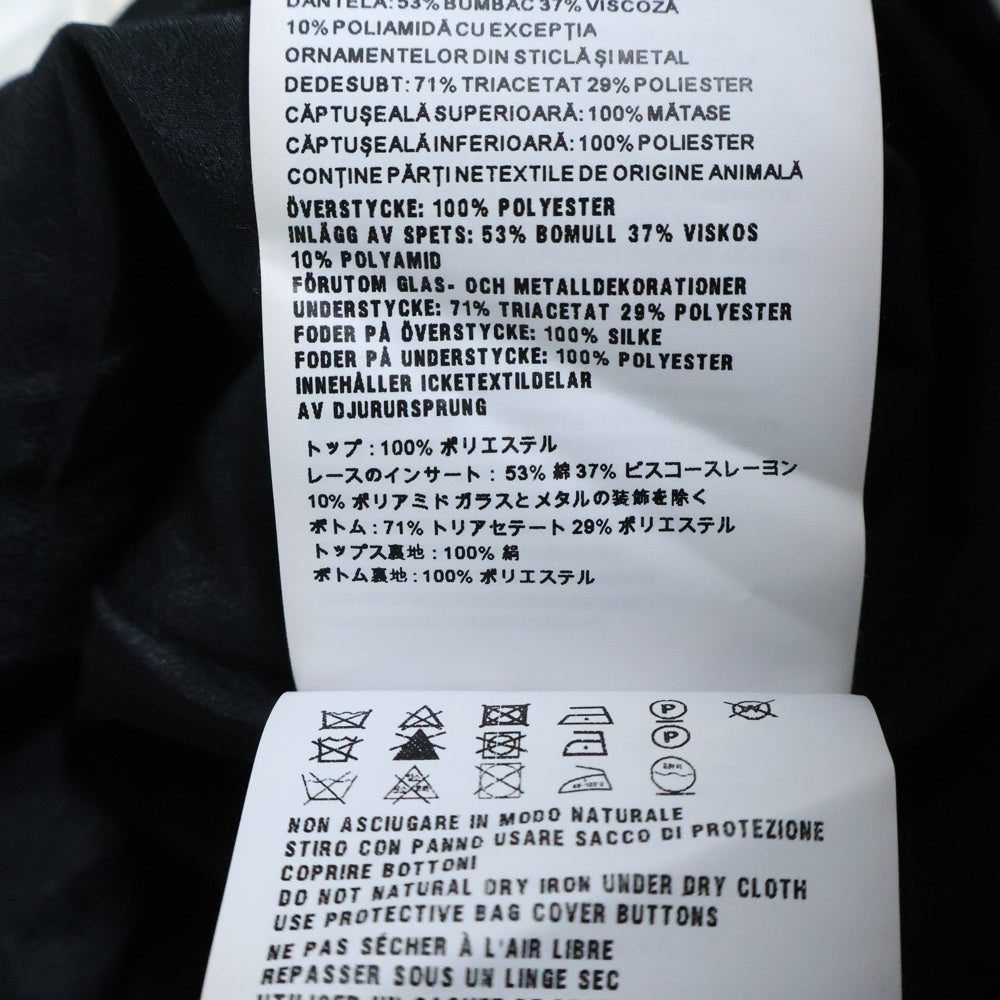 DANTELĂ: 53% BUMBAC 37% VISCOZĂ
10% POLIAMIDĂ CU EXCEPȚIA
ORNAMENTELOR DIN STICLĂ ȘI METAL
DEDESUBT: 71% TRIACETAT 29% POLIESTER
CĂPTUȘEALĂ SUPERIOARĂ: 100% MĂTASE
CĂPTUȘEALĂ INFERIOARĂ: 100% POLIESTER
CONȚINE PĂRȚI NETEXTILE DE ORIGINE ANIMALĂ
ÖVERSTYCKE: 100% POLYESTER
INLÄGG AV SPETS: 53% BOMULL 37% VISKOS
10% POLYAMID
FÖRUTOM GLAS- OCH METALLDEKORATIONER
UNDERSTYCKE: 71% TRIACETAT 29% POLYESTER
FODER PÅ ÖVERSTYCKE: 100% SILKE
FODER PÅ UNDERSTYCKE: 100% POLYESTER
INNEHÅLLER ICKETEXTILDELAR
AV DJURURSPRUNG
トップ : 100% ポリエステル
レースのインサート : 53% 綿 37% ビスコースレーヨン
10% ポリアミド ガラスとメタルの装飾を除く
ボトム : 71% トリアセテート 29% ポリエステル
トップス裏地 : 100% 絹
ボトム裏地 : 100% ポリエステル
P
P
NON ASCIUGARE IN MODO NATURALE
STIRO CON PANNO USARE SACCO DI PROTEZIONE
COPRIRE BOTTONI
DO NOT NATURAL DRY IRON UNDER DRY CLOTH
USE PROTECTIVE BAG COVER BUTTONS
NE PAS SÉCHER À L'AIR LIBRE
REPASSER SOUS UN LINGE SEC